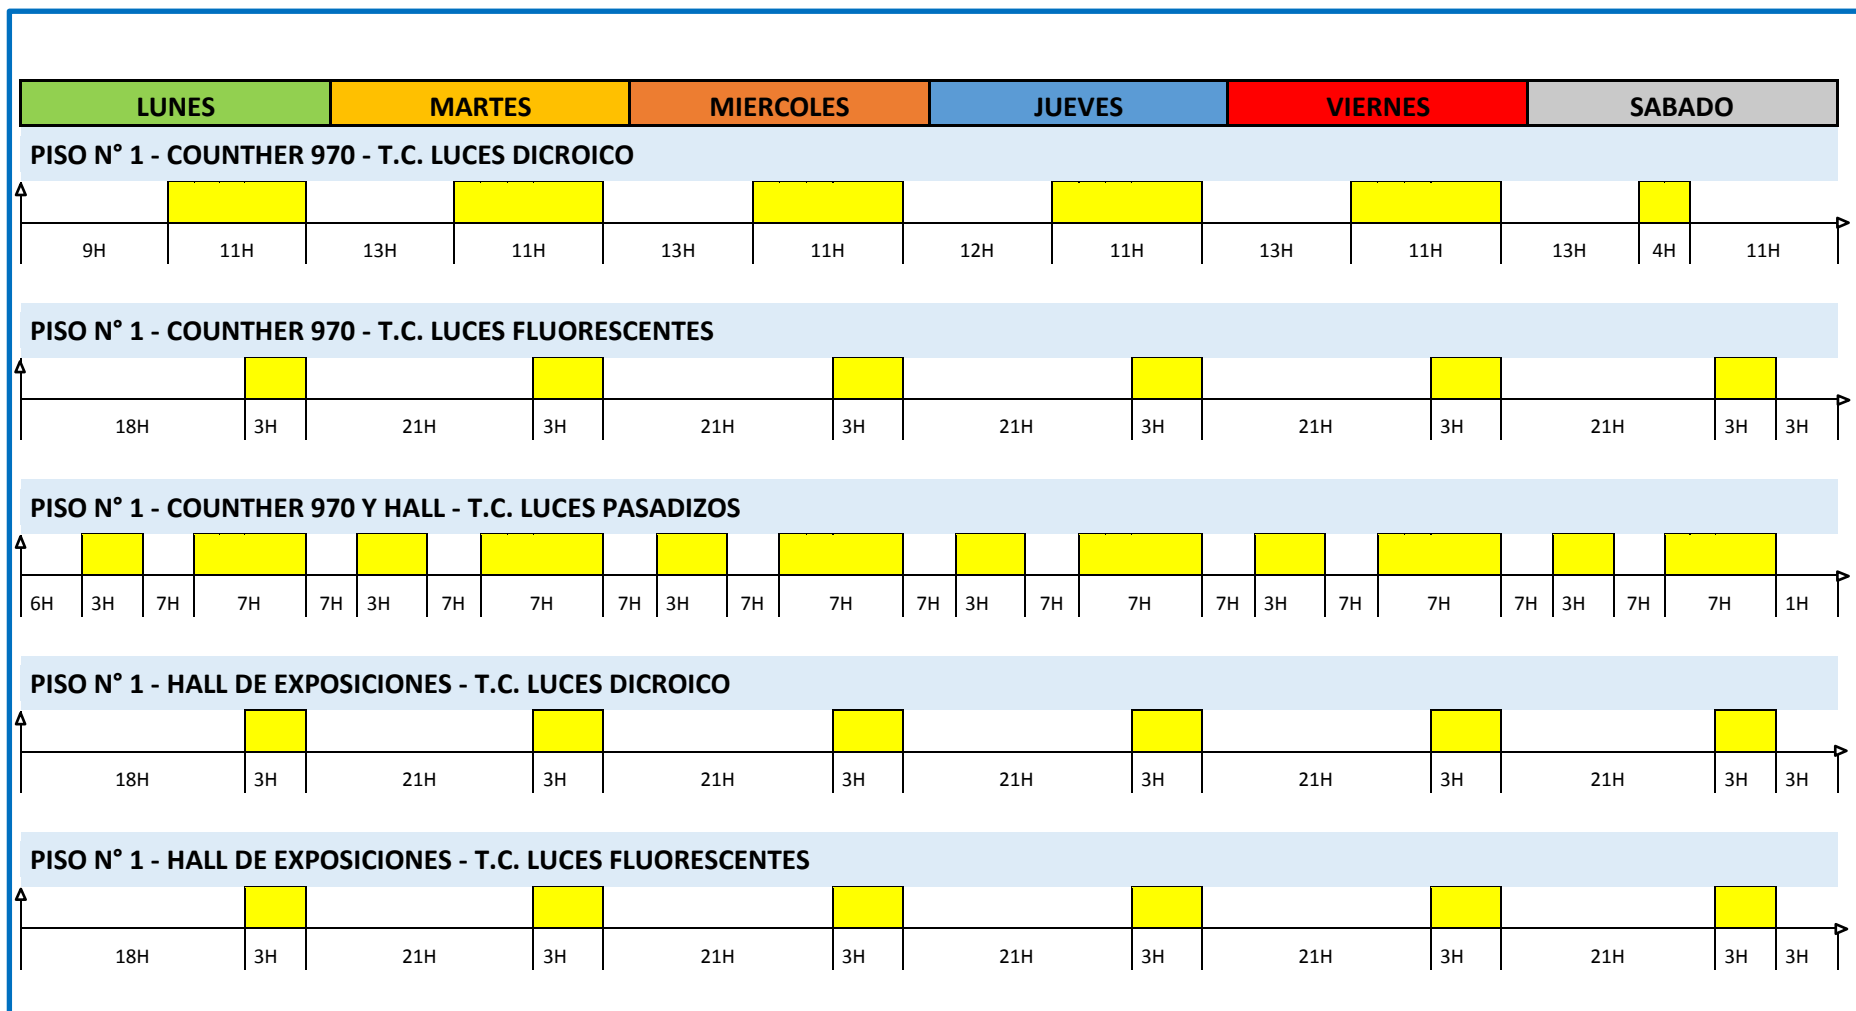 LUNES MARTES MIERCOLES JUEVES VIERNES SABADO
PISO N° 1 - COUNTHER 970 - T.C. LUCES DICROICO
9H 11H 13H 11H 13H 11H 12H 11H 13H 11H 13H 4H 11H
PISO N° 1 - COUNTHER 970 - T.C. LUCES FLUORESCENTES
18H 3H 21H 3H 21H 3H 21H 3H 21H 3H 21H 3H 3H
PISO N° 1 - COUNTHER 970 Y HALL - T.C. LUCES PASADIZOS
6H 3H 7H 7H 7H 3H 7H 7H 7H 3H 7H 7H 7H 3H 7H 7H 7H 3H 7H 7H 7H 3H 7H 7H 1H
PISO N° 1 - HALL DE EXPOSICIONES - T.C. LUCES DICROICO
18H 3H 21H 3H 21H 3H 21H 3H 21H 3H 21H 3H 3H
PISO N° 1 - HALL DE EXPOSICIONES - T.C. LUCES FLUORESCENTES
18H 3H 21H 3H 21H 3H 21H 3H 21H 3H 21H 3H 3H